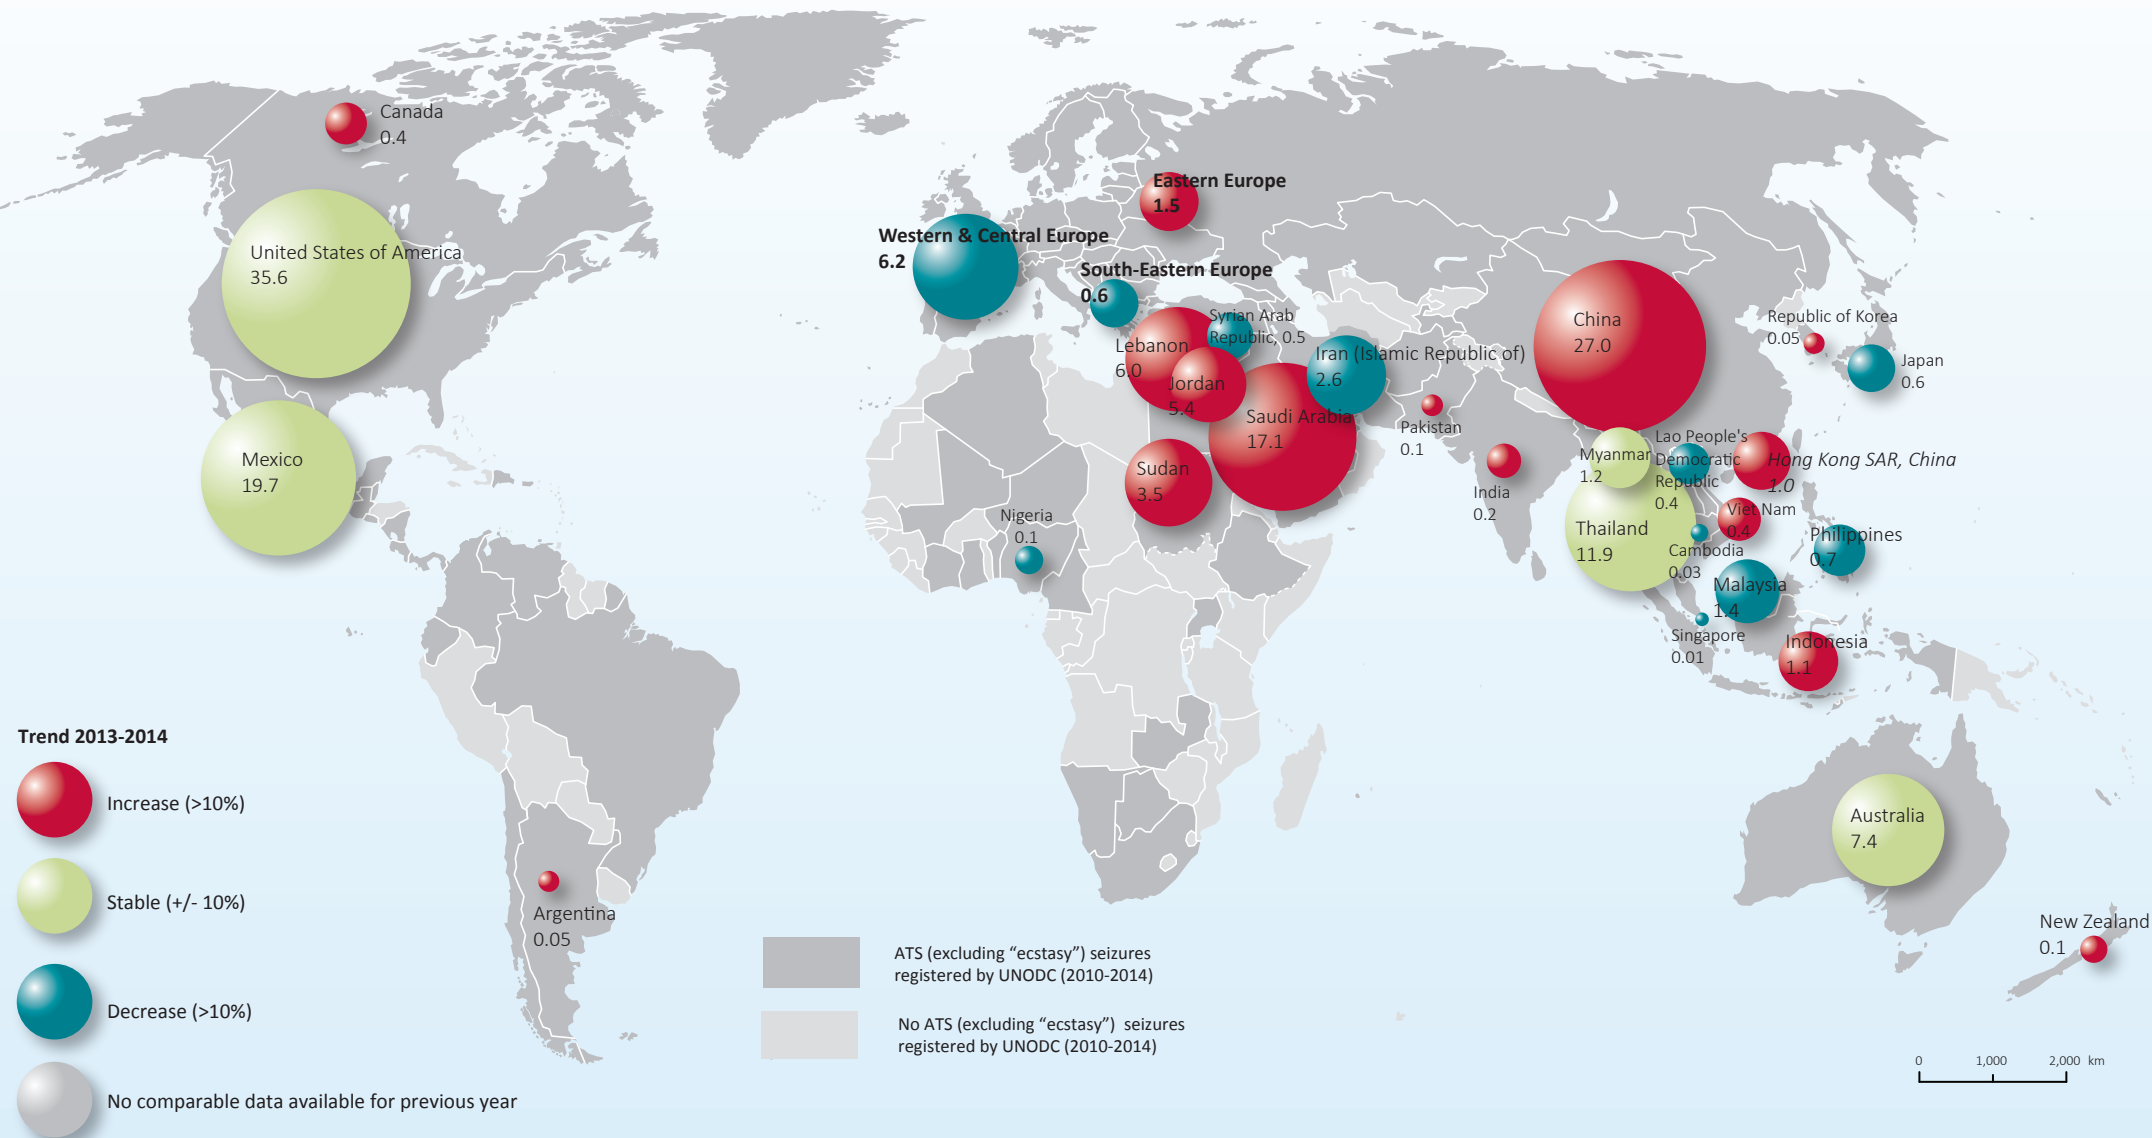 Canada
0.4
United States of America
35.6
Mexico
19.7
Eastern Europe
1.5
Western & Central Europe
6.2
South-Eastern Europe
0.6
Syrian Arab
Republic, 0.5
Lebanon
6.0
Jordan
5.4
Iran (Islamic Republic of)
2.6
Saudi Arabia
17.1
Sudan
3.5
Nigeria
0.1
Pakistan
0.1
India
0.2
China
27.0
Republic of Korea
0.05
Japan
0.6
Myanmar
1.2
Lao People's
Democratic
Republic
0.4
Hong Kong SAR, China
1.0
Viet Nam
0.4
Thailand
11.9
Cambodia
0.03
Philippines
0.7
Malaysia
1.4
Singapore
0.01
Indonesia
1.1
Australia
7.4
New Zealand
0.1
Argentina
0.05
Trend 2013-2014
Increase (>10%)
Stable (+/- 10%)
Decrease (>10%)
No comparable data available for previous year
ATS (excluding “ecstasy”) seizures
registered by UNODC (2010-2014)
No ATS (excluding “ecstasy”) seizures
registered by UNODC (2010-2014)
0 1,000 2,000 km